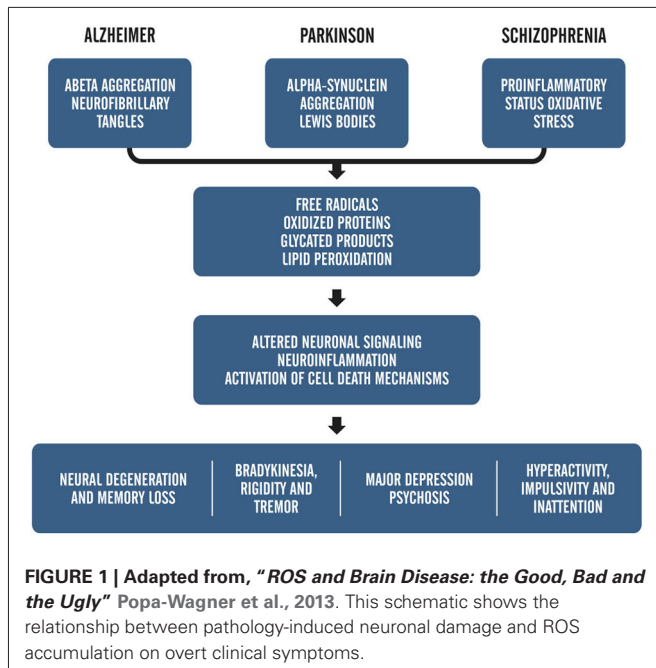 ALZHEIMER PARKINSON SCHIZOPHRENIA
ABETA AGGREGATION
NEUROFIBRILLARY
TANGLES
ALPHA-SYNUCLEIN
AGGREGATION
LEWIS BODIES
PROINFLAMMATORY
STATUS OXIDATIVE
STRESS
FREE RADICALS
OXIDIZED PROTEINS
GLYCATED PRODUCTS
LIPID PEROXIDATION
ALTERED NEURONAL SIGNALING
NEUROINFLAMMATION
ACTIVATION OF CELL DEATH MECHANISMS
NEURAL DEGENERATION
AND MEMORY LOSS
BRADYKINESIA,
RIGIDITY AND
TREMOR
MAJOR DEPRESSION
PSYCHOSIS
HYPERACTIVITY,
IMPULSIVITY AND
INATTENTION
FIGURE 1 | Adapted from, "ROS and Brain Disease: the Good, Bad and
the Ugly" Popa-Wagner et al., 2013. This schematic shows the
relationship between pathology-induced neuronal damage and ROS
accumulation on overt clinical symptoms.